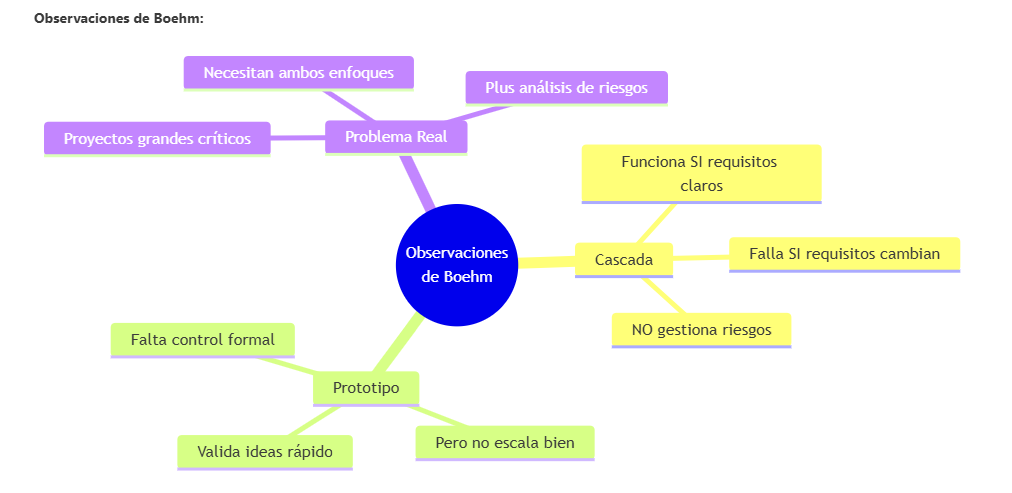 Observaciones de Boehm:
Necesitan ambos enfoques
Plus análisis de riesgos
Proyectos grandes críticos
Problema Real
Funciona SI requisitos
claros
Observaciones
de Boehm
Cascada
Falla SI requisitos cambian
NO gestiona riesgos
Falta control formal
Prototipo
Valida ideas rápido
Pero no escala bien